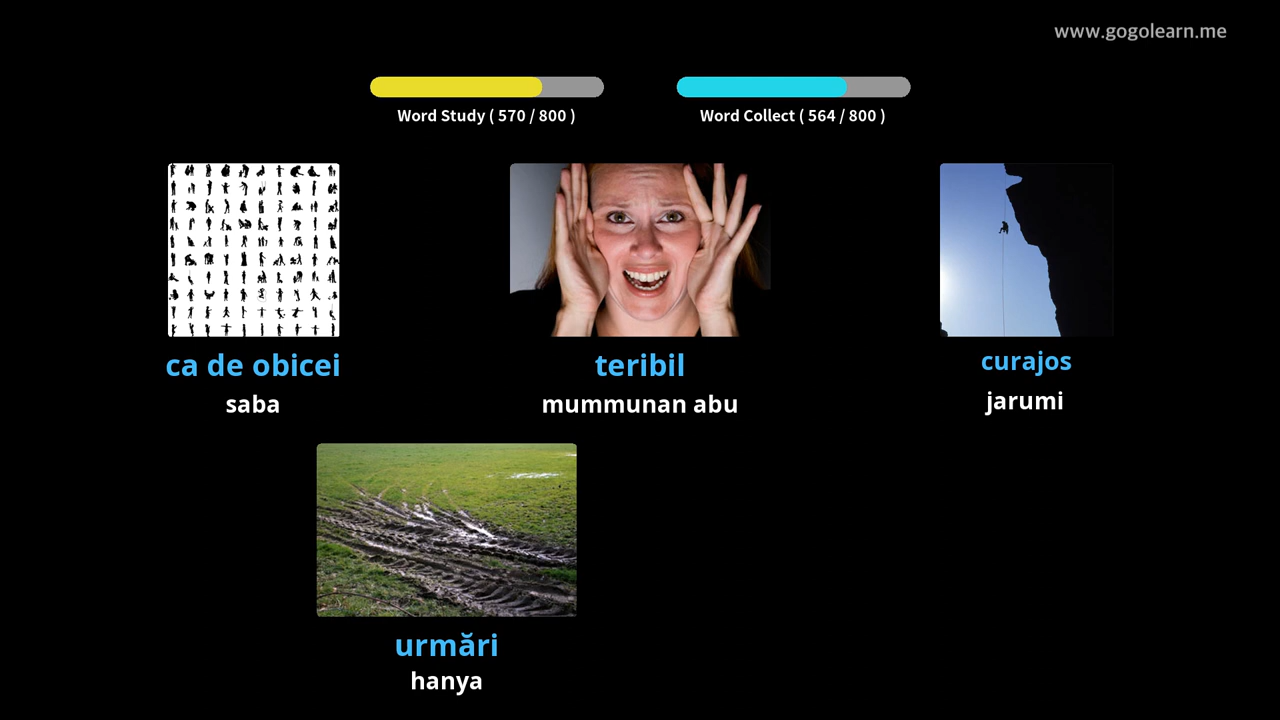 www.gogolearn.me
Word Study ( 570 / 800 )
Word Collect ( 564 / 800 )
ca de obicei
saba
teribil
mummunan abu
curajos
jarumi
urmări
hanya